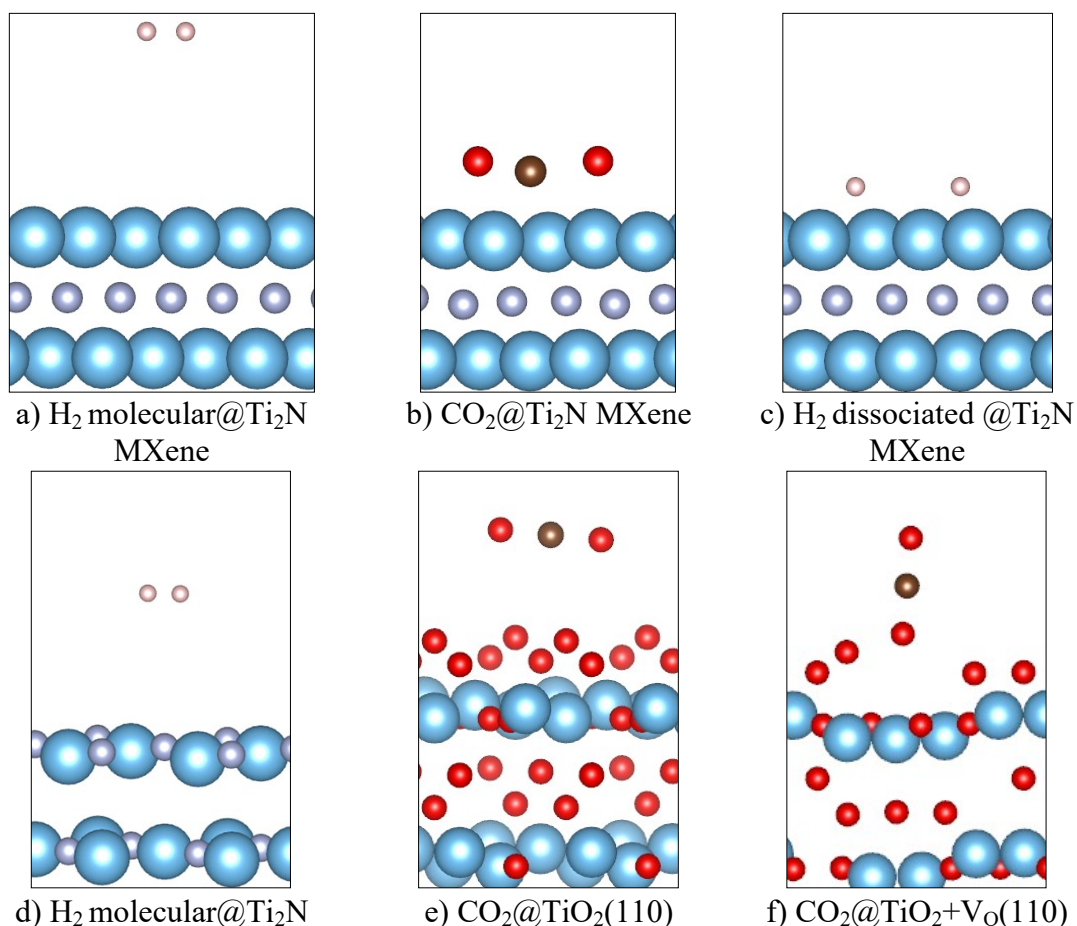 a) H₂ molecular@Ti₂N
MXene
b) CO₂@Ti₂N MXene
c) H₂ dissociated @Ti₂N
MXene
d) H₂ molecular@Ti₂N
e) CO₂@TiO₂(110)
f) CO₂@TiO₂+V_O(110)